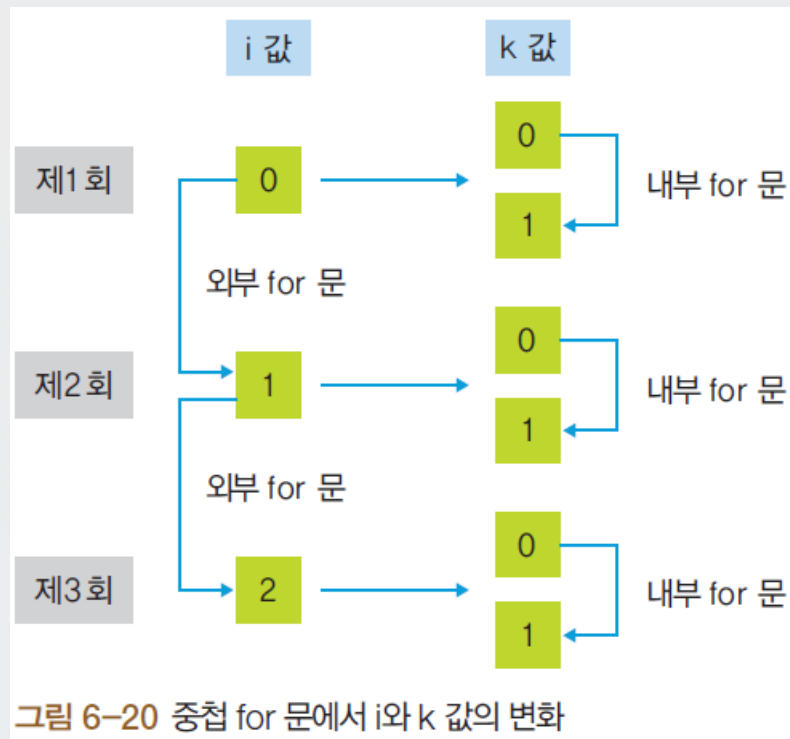 i 값 k 값
0
제1회 0 내부 for 문
1
외부 for 문
0
제2회 1 내부 for 문
1
외부 for 문
0
제3회 2 내부 for 문
1
그림 6-20 중첩 for 문에서 i와 k 값의 변화